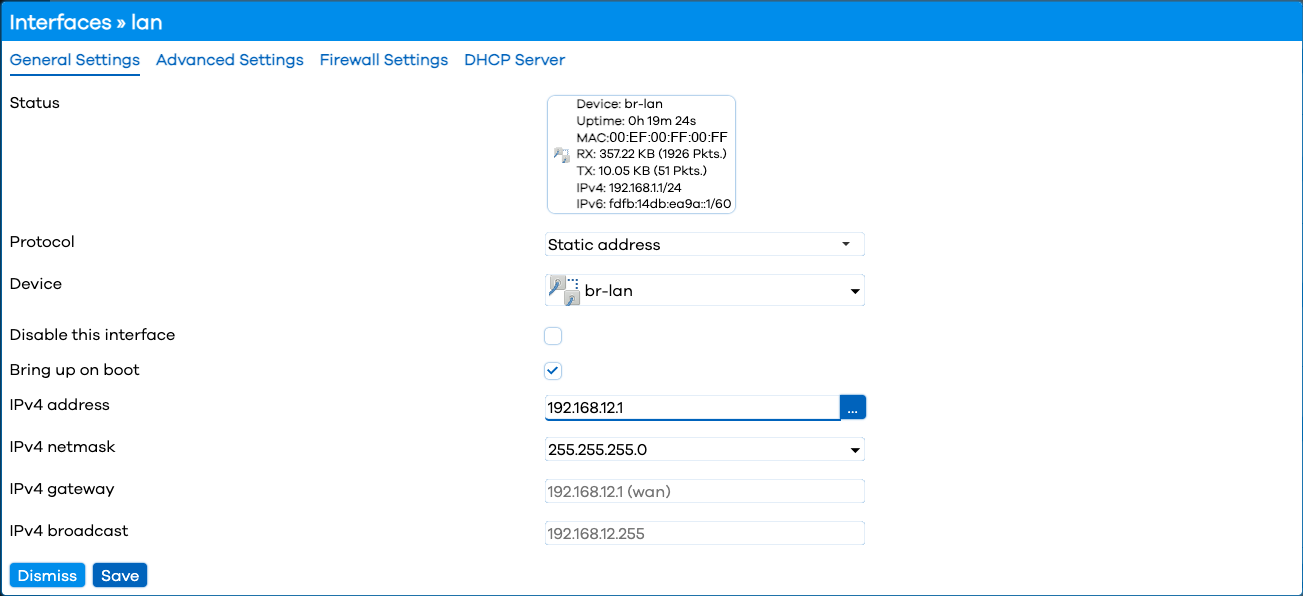 Interfaces » lan
General Settings Advanced Settings Firewall Settings DHCP Server
Status
Device: br-lan
Uptime: 0h 19m 24s
MAC:00:EF:00:FF:00:FF
RX: 357.22 KB (1926 Pkts.)
TX: 10.05 KB (51 Pkts.)
IPv4: 192.168.1.1/24
IPv6: fdfb:14db:ea9a::1/60
Protocol Static address
Device br-lan
Disable this interface
Bring up on boot
IPv4 address 192.168.12.1 ...
IPv4 netmask 255.255.255.0
IPv4 gateway 192.168.12.1 (wan)
IPv4 broadcast 192.168.12.255
Dismiss Save